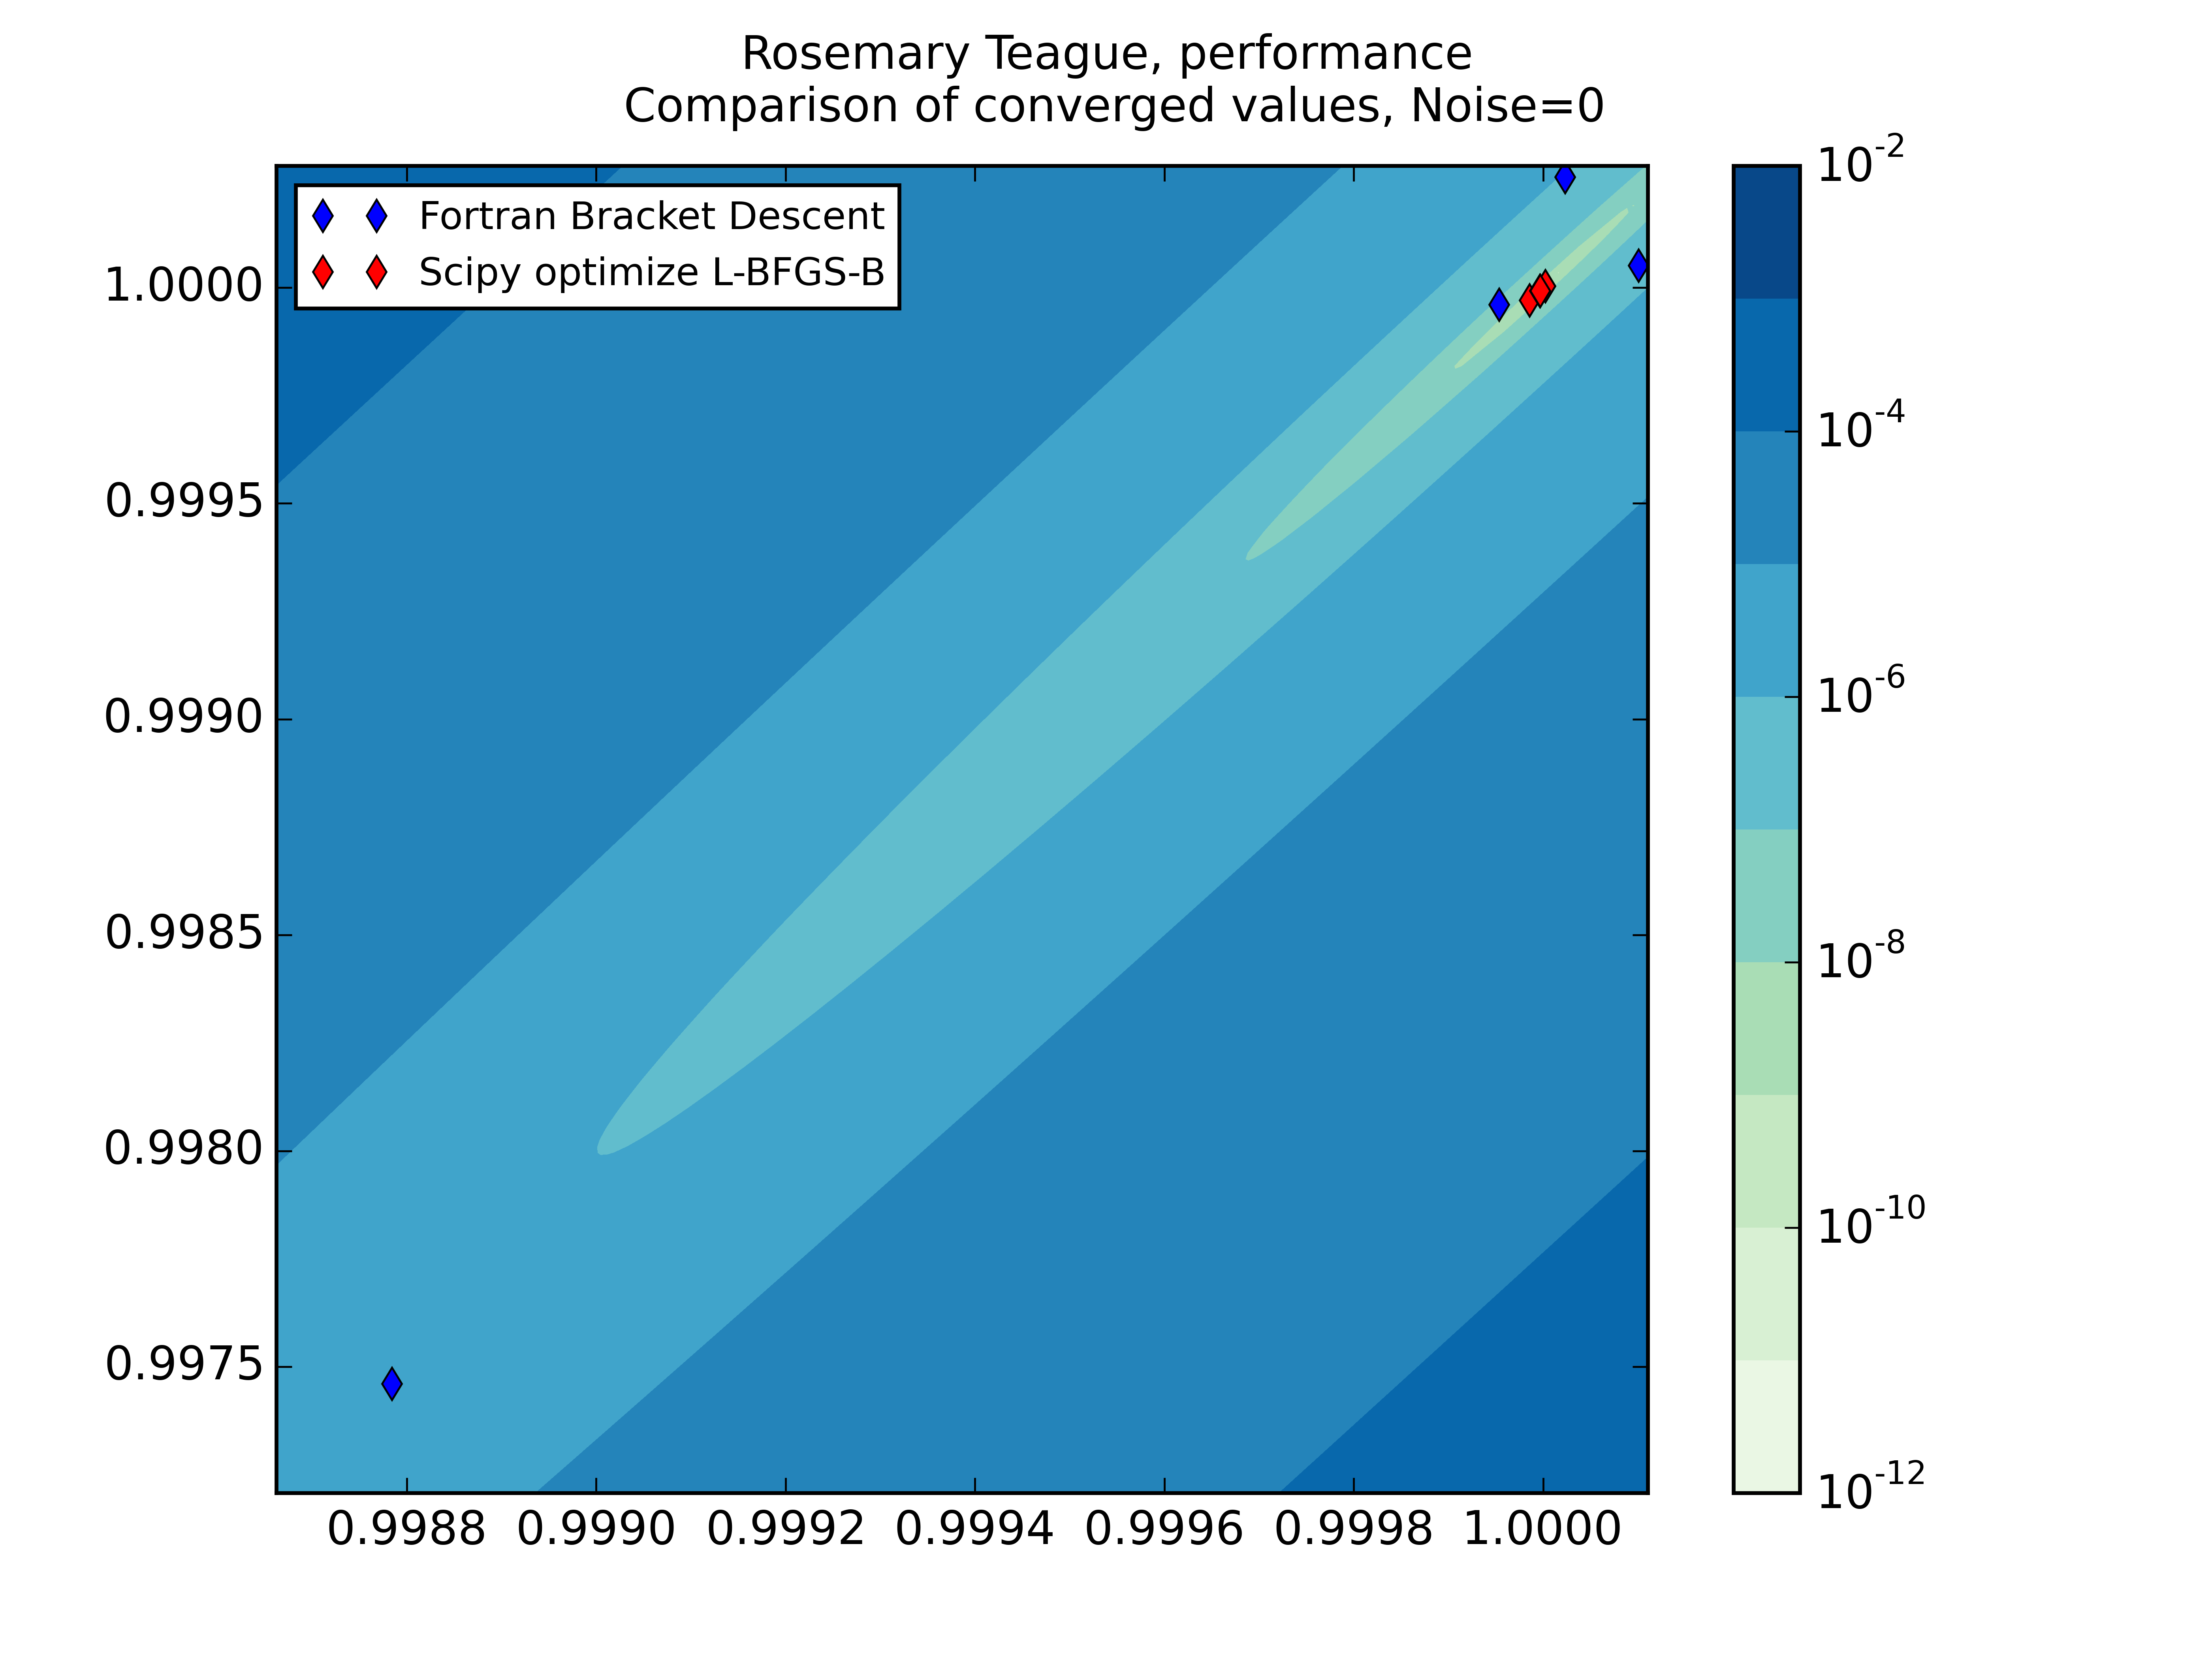 Rosemary Teague, performance
Comparison of converged values, Noise=0
Fortran Bracket Descent
Scipy optimize L-BFGS-B
1.0000
0.9995
0.9990
0.9985
0.9980
0.9975
0.9988 0.9990 0.9992 0.9994 0.9996 0.9998 1.0000
10^-2
10^-4
10^-6
10^-8
10^-10
10^-12